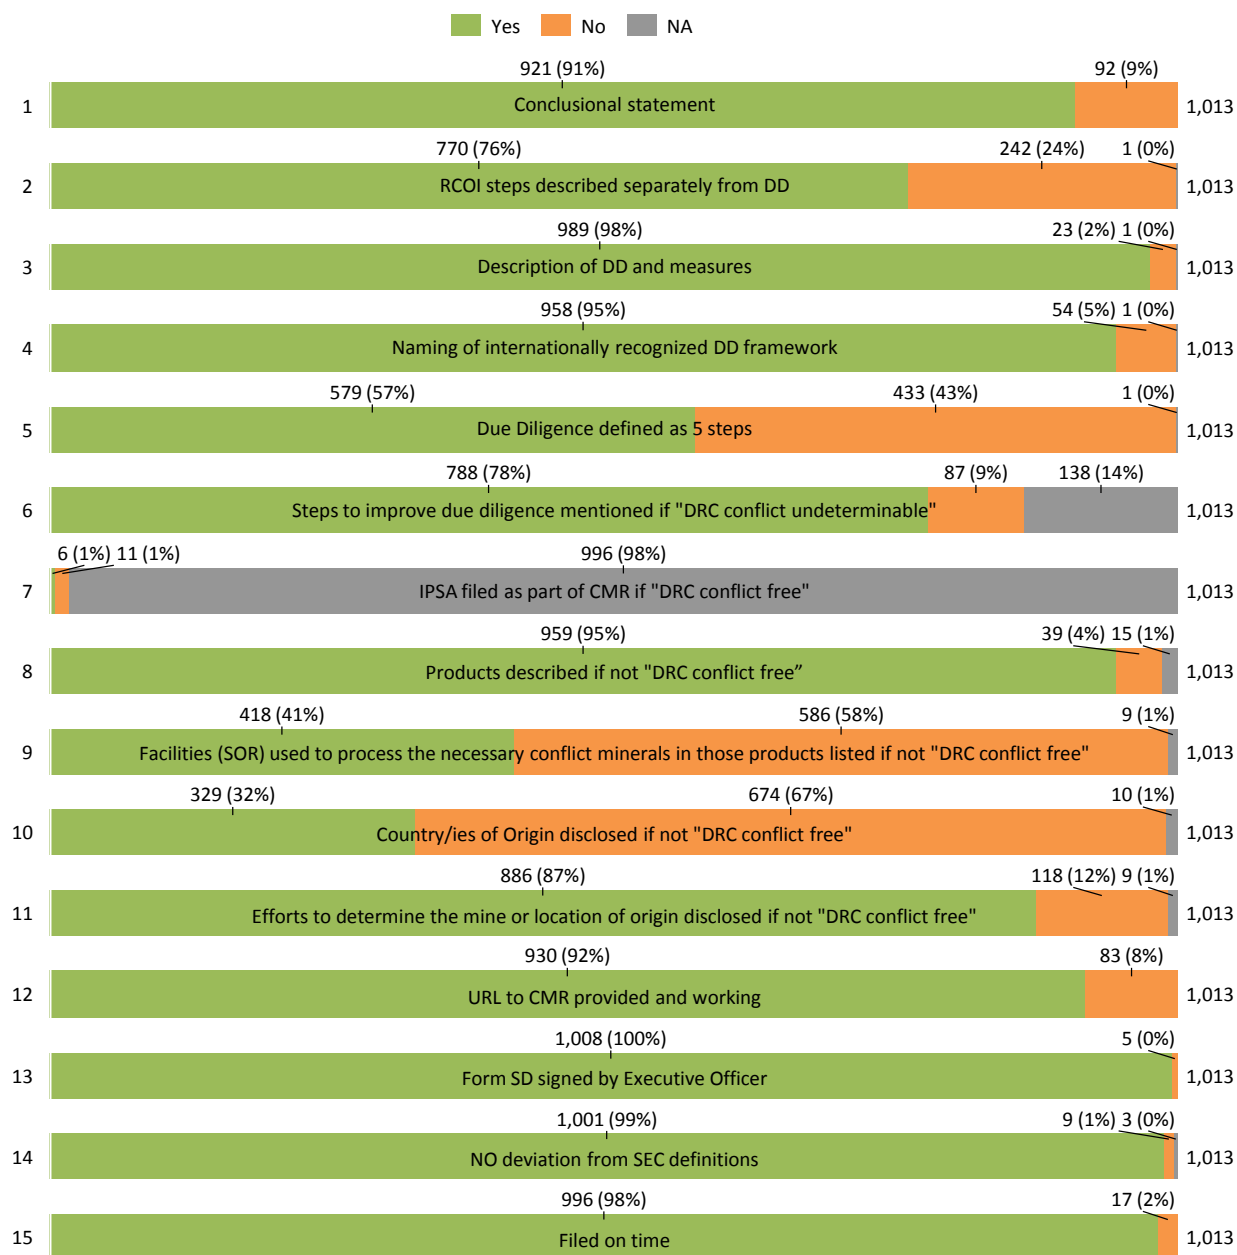 Yes No NA
921 (91%) 92 (9%)
1 Conclusional statement 1,013
770 (76%) 242 (24%) 1 (0%)
2 RCOI steps described separately from DD 1,013
989 (98%) 23 (2%) 1 (0%)
3 Description of DD and measures 1,013
958 (95%) 54 (5%) 1 (0%)
4 Naming of internationally recognized DD framework 1,013
579 (57%) 433 (43%) 1 (0%)
5 Due Diligence defined as 5 steps 1,013
788 (78%) 87 (9%) 138 (14%)
6 Steps to improve due diligence mentioned if "DRC conflict undeterminable" 1,013
6 (1%) 11 (1%) 996 (98%)
7 IPSA filed as part of CMR if "DRC conflict free" 1,013
959 (95%) 39 (4%) 15 (1%)
8 Products described if not "DRC conflict free” 1,013
418 (41%) 586 (58%) 9 (1%)
9 Facilities (SOR) used to process the necessary conflict minerals in those products listed if not "DRC conflict free" 1,013
329 (32%) 674 (67%) 10 (1%)
10 Country/ies of Origin disclosed if not "DRC conflict free" 1,013
886 (87%) 118 (12%) 9 (1%)
11 Efforts to determine the mine or location of origin disclosed if not "DRC conflict free" 1,013
930 (92%) 83 (8%)
12 URL to CMR provided and working 1,013
1,008 (100%) 5 (0%)
13 Form SD signed by Executive Officer 1,013
1,001 (99%) 9 (1%) 3 (0%)
14 NO deviation from SEC definitions 1,013
996 (98%) 17 (2%)
15 Filed on time 1,013